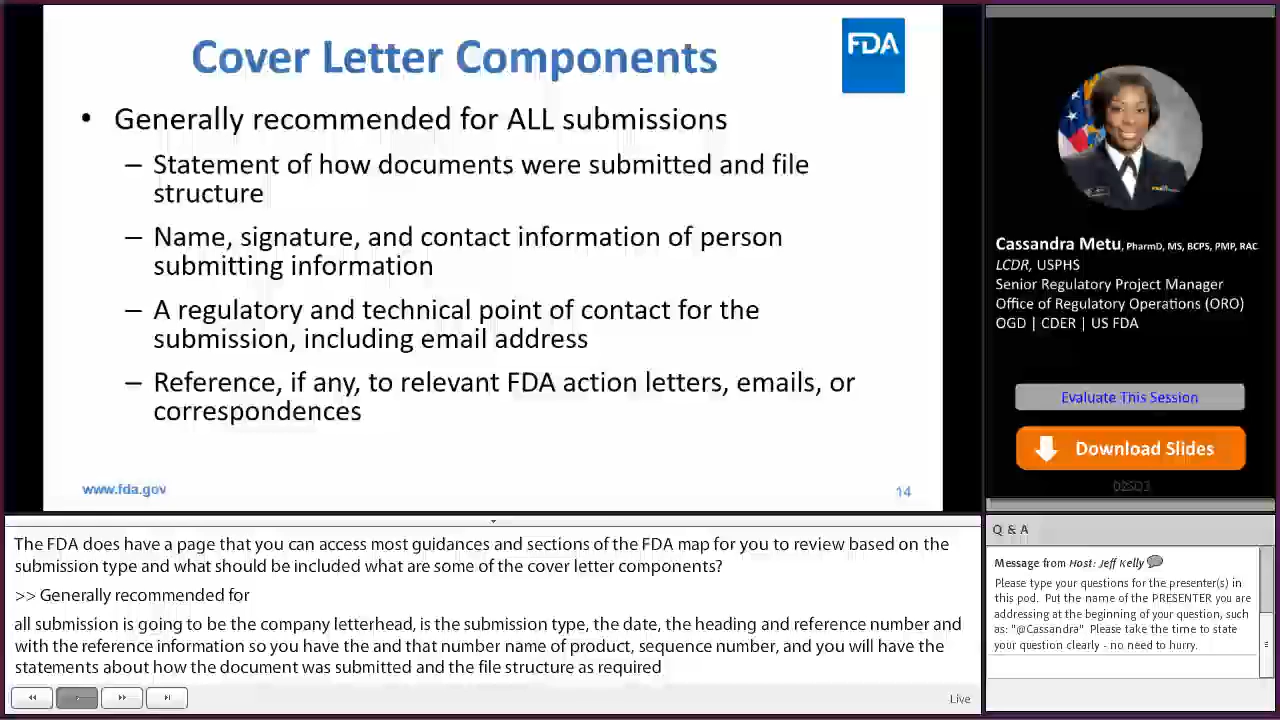 Cover Letter Components
FDA
• Generally recommended for ALL submissions
– Statement of how documents were submitted and file
structure
– Name, signature, and contact information of person
submitting information
– A regulatory and technical point of contact for the
submission, including email address
– Reference, if any, to relevant FDA action letters, emails, or
correspondences
www.fda.gov
14
Cassandra Metu, PharmD, MS, BCPS, PMP, RAC
LCDR, USPHS
Senior Regulatory Project Manager
Office of Regulatory Operations (ORO)
OGD | CDER | US FDA
Evaluate This Session
Download Slides
The FDA does have a page that you can access most guidances and sections of the FDA map for you to review based on the
submission type and what should be included what are some of the cover letter components?
>> Generally recommended for
all submission is going to be the company letterhead, is the submission type, the date, the heading and reference number and
with the reference information so you have the and that number name of product, sequence number, and you will have the
statements about how the document was submitted and the file structure as required
Live
Q & A
Message from Host: Jeff Kelly
Please type your questions for the presenter(s) in
this pod. Put the name of the PRESENTER you are
addressing at the beginning of your question, such
as: "@Cassandra" Please take the time to state
your question clearly - no need to hurry.